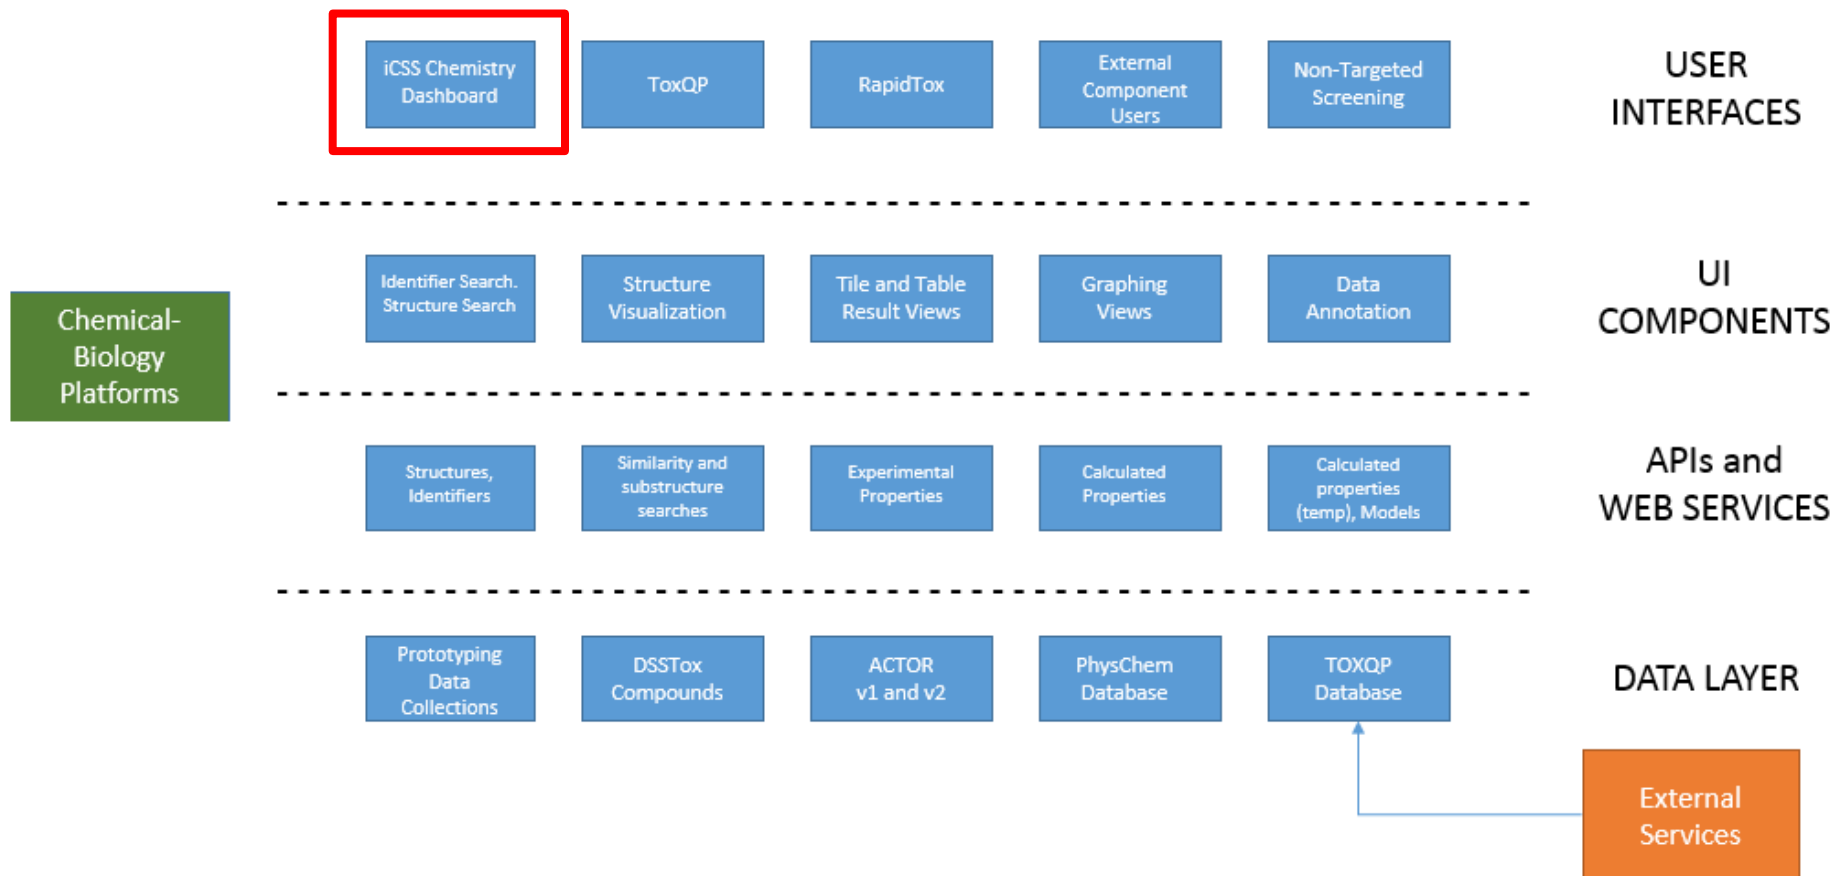 iCSS Chemistry
Dashboard
ToxQP
RapidTox
External
Component
Users
Non-Targeted
Screening
USER
INTERFACES
Identifier Search.
Structure Search
Structure
Visualization
Tile and Table
Result Views
Graphing
Views
Data
Annotation
UI
COMPONENTS
Chemical-
Biology
Platforms
Structures,
Identifiers
Similarity and
substructure
searches
Experimental
Properties
Calculated
Properties
Calculated
properties
(temp), Models
APIs and
WEB SERVICES
Prototyping
Data
Collections
DSSTox
Compounds
ACTOR
v1 and v2
PhysChem
Database
TOXQP
Database
DATA LAYER
External
Services